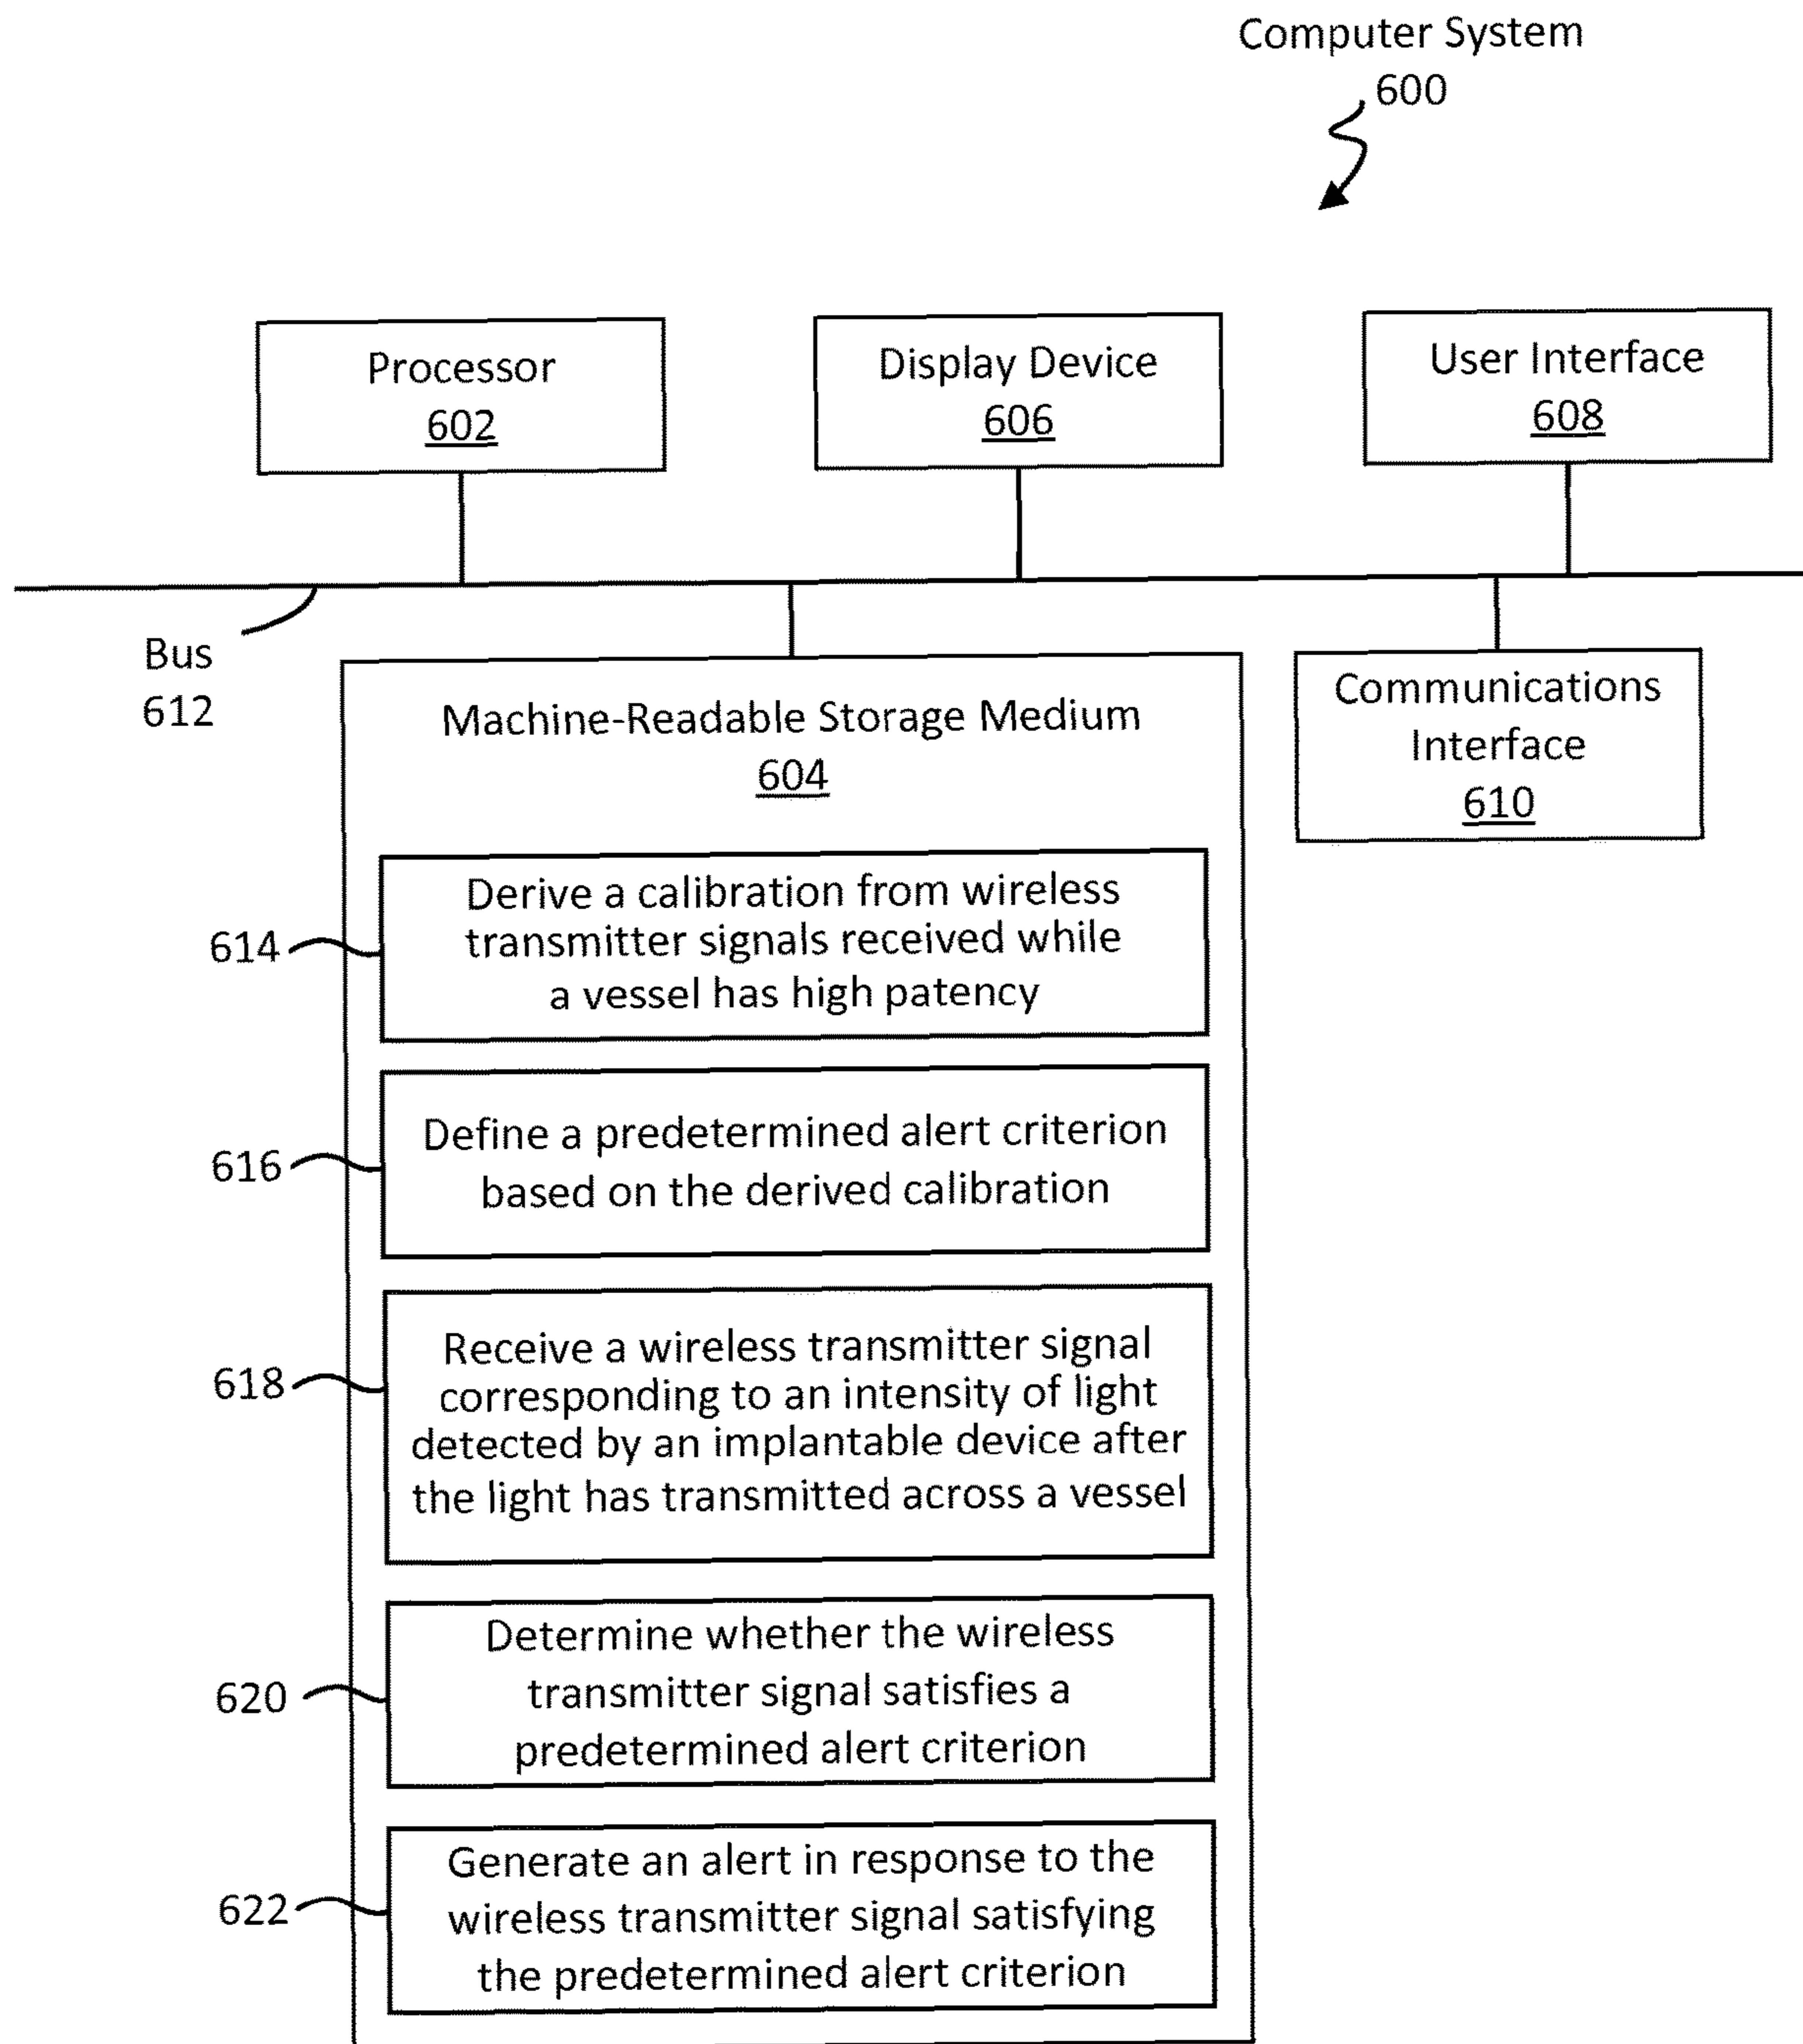 Computer System
600
Processor
602
Display Device
606
User Interface
608
Bus
612
Machine-Readable Storage Medium
604
Communications
Interface
610
614
Derive a calibration from wireless
transmitter signals received while
a vessel has high patency
616
Define a predetermined alert criterion
based on the derived calibration
618
Receive a wireless transmitter signal
corresponding to an intensity of light
detected by an implantable device after
the light has transmitted across a vessel
620
Determine whether the wireless
transmitter signal satisfies a
predetermined alert criterion
622
Generate an alert in response to the
wireless transmitter signal satisfying
the predetermined alert criterion